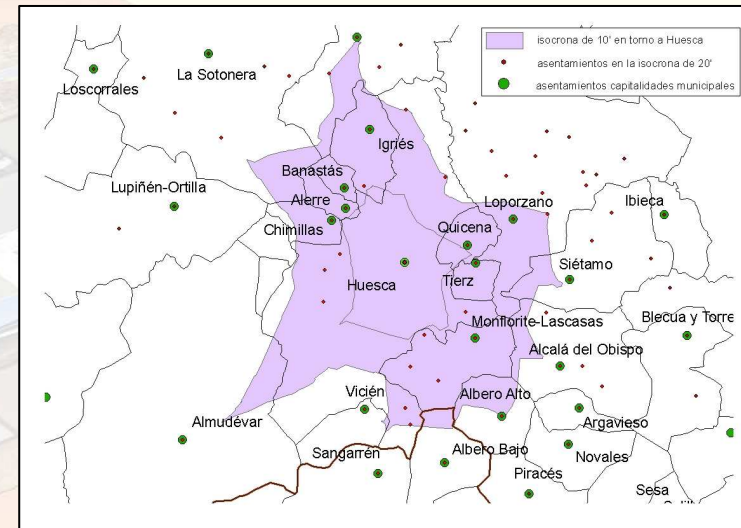 isocrona de 10' en torno a Huesca
asentamientos en la isocrona de 20'
asentamientos capitalidades municipales
La Sotonera
Loscorrales
Igriés
Banastás
Lupiñén-Ortilla
Alerre
Loporzano
Ibieca
Chimillas
Quicena
Siétamo
Huesca
Tierz
Monflorite-Lascasas
Blecua y Torre
Alcalá del Obispo
Vicién
Albero Alto
Almudévar
Argavieso
Sangarrén
Albero Bajo
Novales
Piracés
Sesa